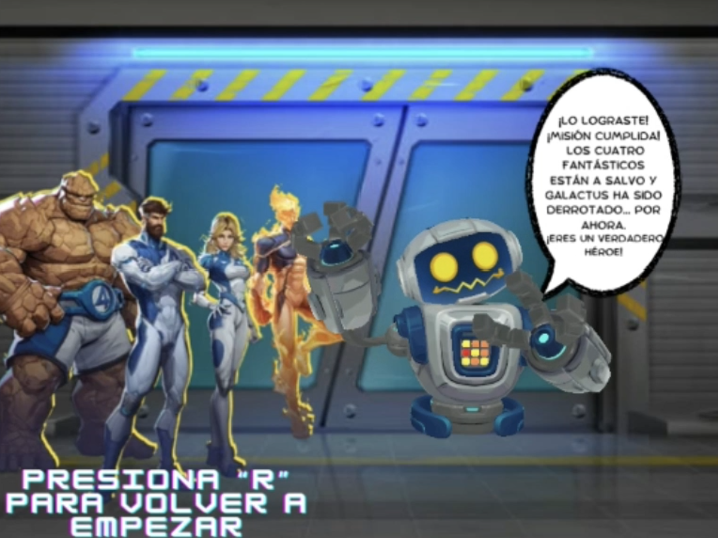 ¡LO LOGRASTE!
¡MISIÓN CUMPLIDA!
LOS CUATRO
FANTÁSTICOS
ESTÁN A SALVO Y
GALACTUS HA SIDO
DERROTADO... POR
AHORA.
¡ERES UN VERDADERO
HÉROE!
4
PRESIONA "R"
PARA VOLVER A
EMPEZAR